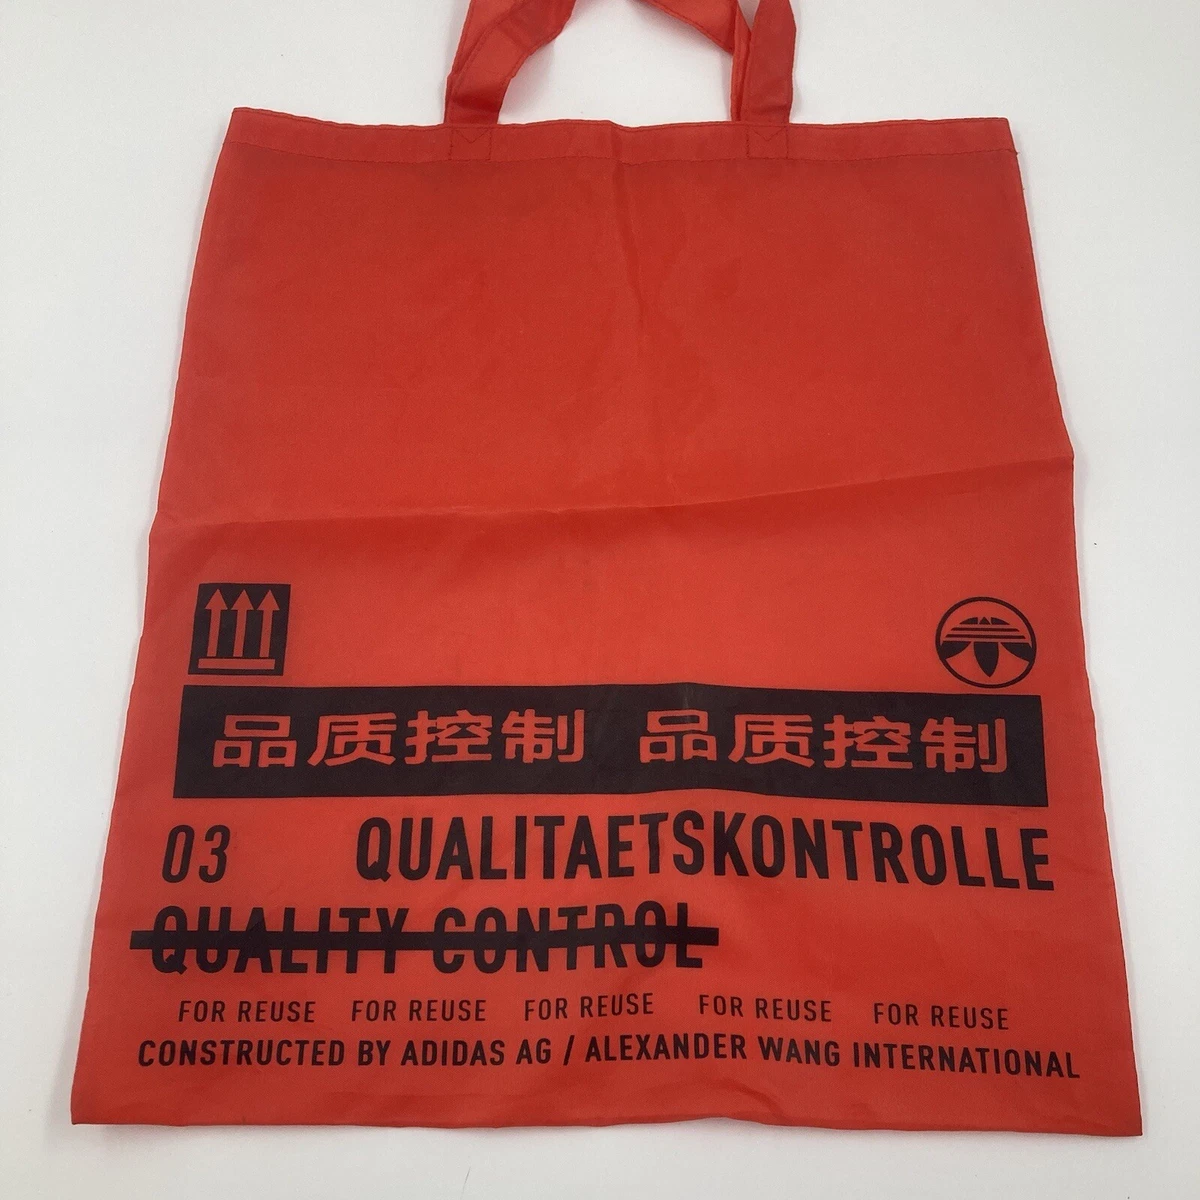 品质控制 品质控制
03 QUALITAETSKONTROLLE
QUALITY CONTROL
FOR REUSE FOR REUSE FOR REUSE FOR REUSE FOR REUSE
CONSTRUCTED BY ADIDAS AG / ALEXANDER WANG INTERNATIONAL